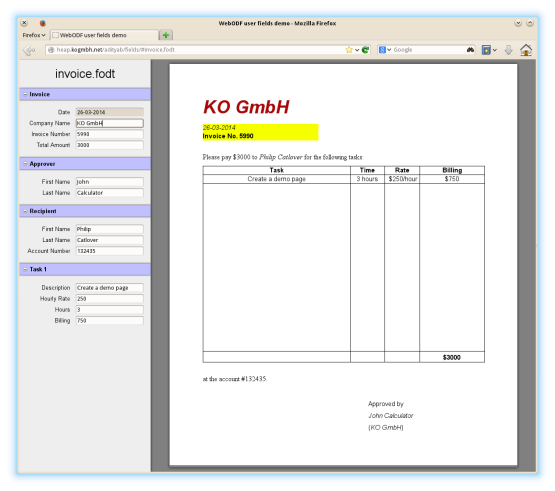 WebODF user fields demo - Mozilla Firefox
Firefox
WebODF user fields demo
heap.kogmbh.net/adityab/fields/#invoice.fodt
Google
invoice.fodt
Invoice
Date 26-03-2014
Company Name KO GmbH
Invoice Number 5990
Total Amount 3000
Approver
First Name John
Last Name Calculator
Recipient
First Name Philip
Last Name Catlover
Account Number 132435
Task 1
Description Create a demo page
Hourly Rate 250
Hours 3
Billing 750
KO GmbH
26-03-2014
Invoice No. 5990
Please pay $3000 to Philip Catlover for the following tasks:
Task Time Rate Billing
Create a demo page 3 hours $250/hour $750
$3000
at the account #132435.
Approved by
John Calculator
(KO GmbH)